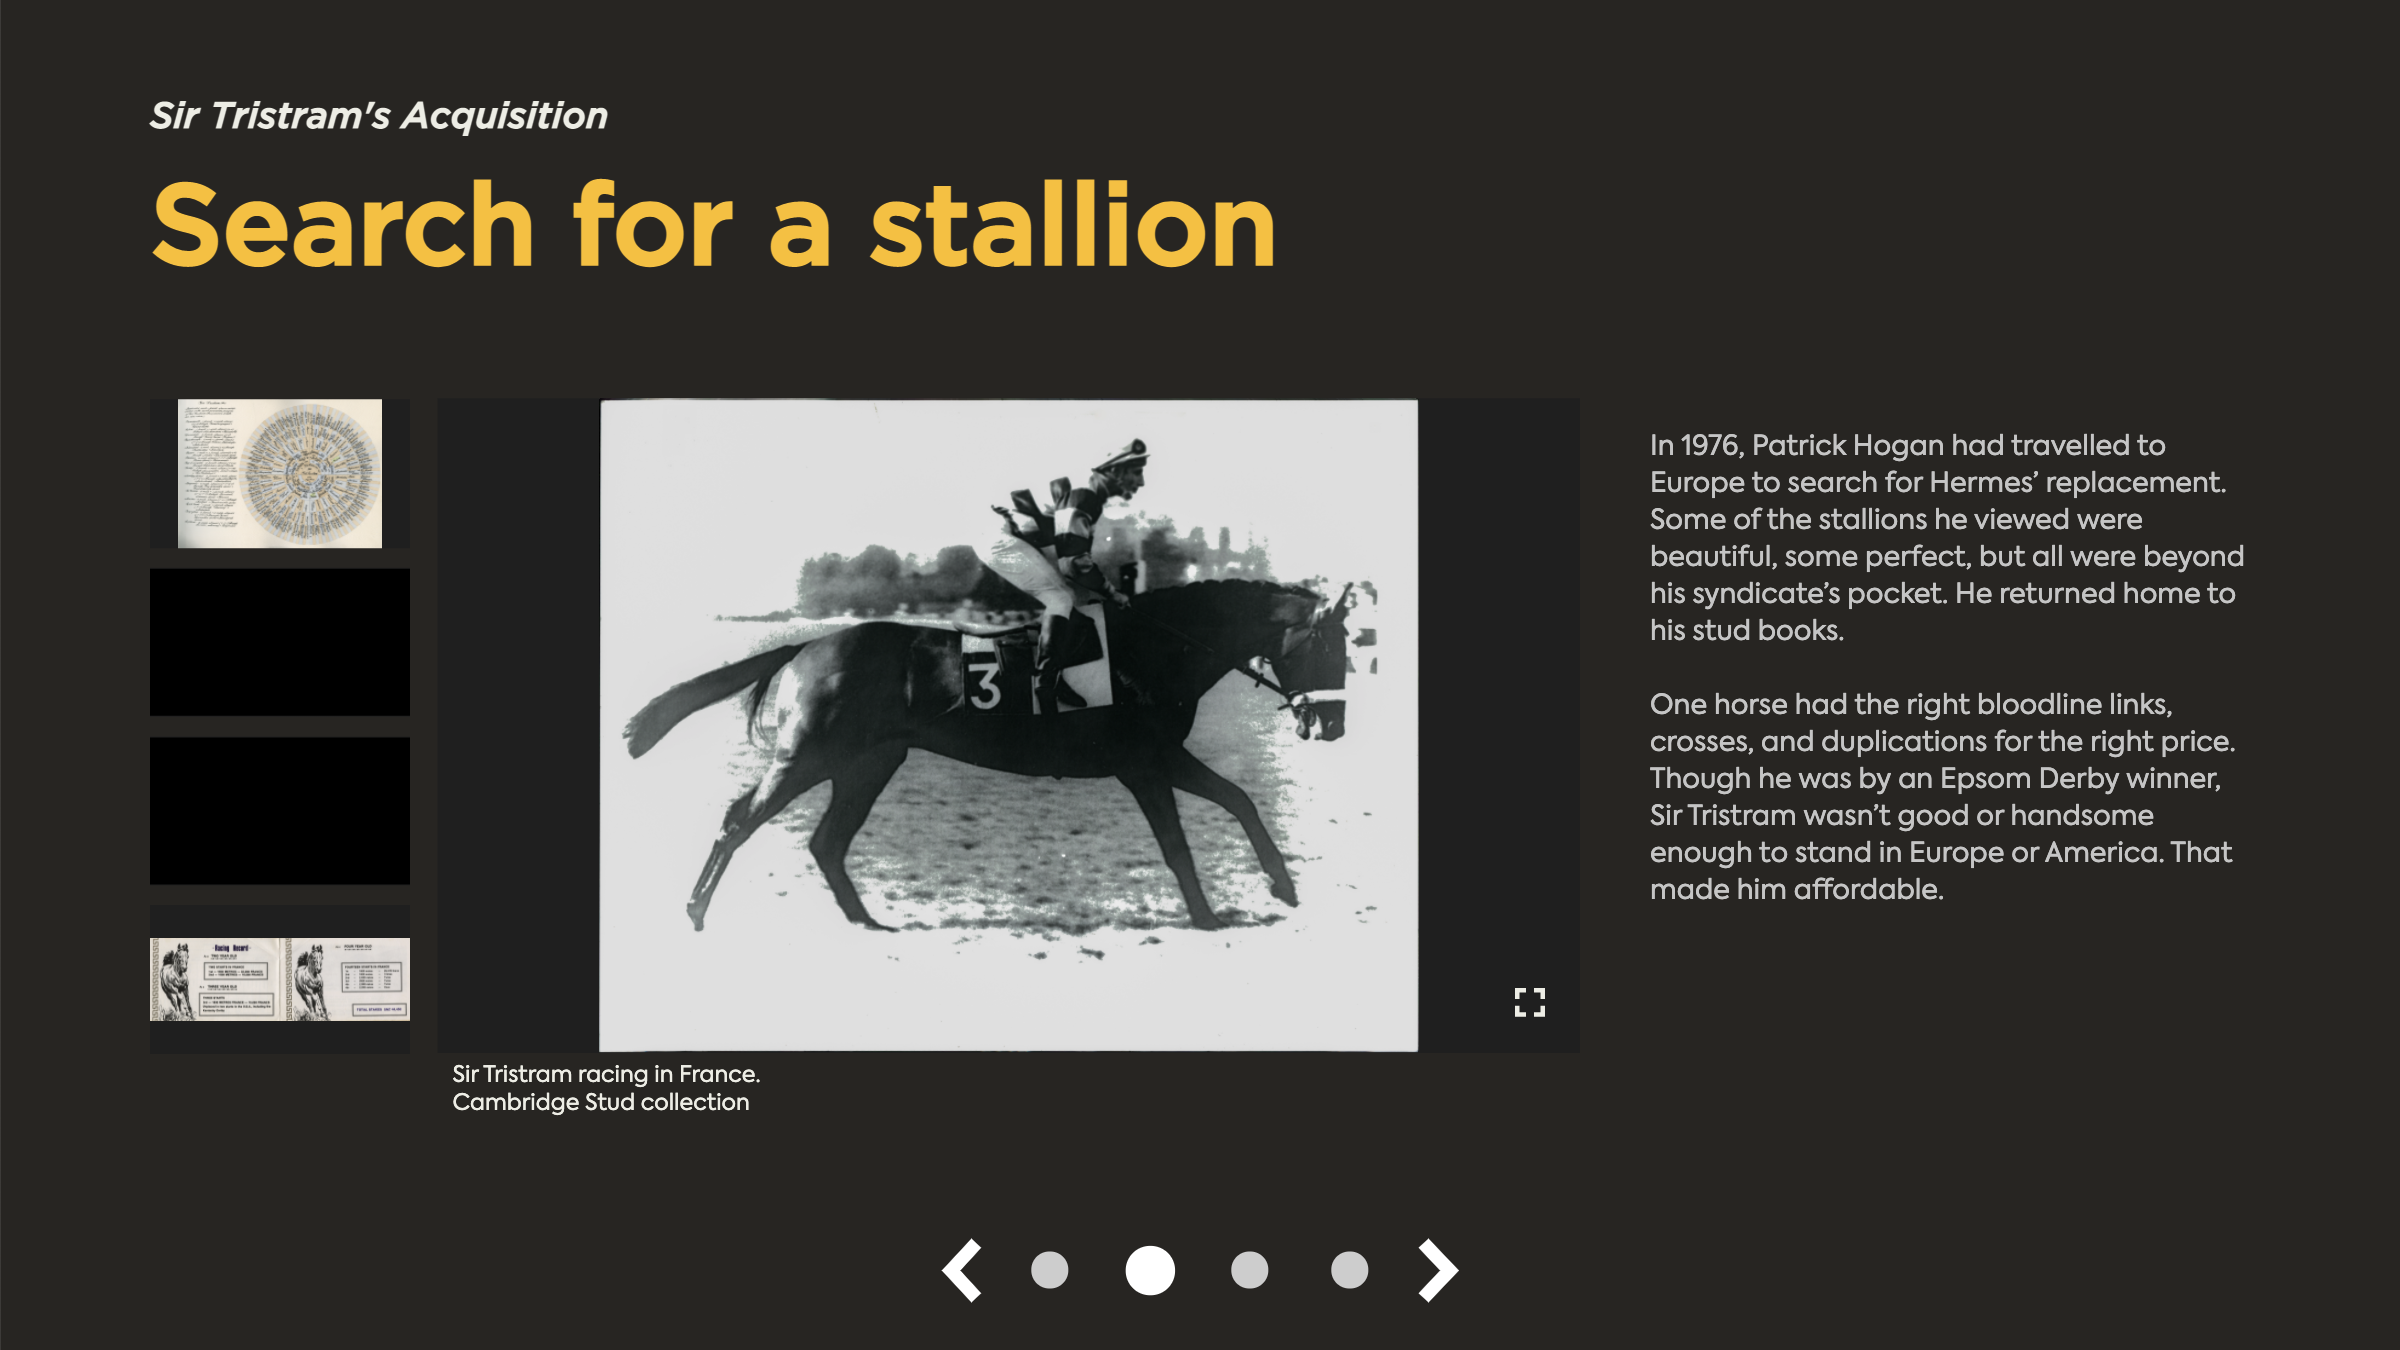 Sir Tristram's Acquisition
Search for a stallion
Racing Record
3
In 1976, Patrick Hogan had travelled to
Europe to search for Hermes’ replacement.
Some of the stallions he viewed were
beautiful, some perfect, but all were beyond
his syndicate’s pocket. He returned home to
his stud books.
One horse had the right bloodline links,
crosses, and duplications for the right price.
Though he was by an Epsom Derby winner,
Sir Tristram wasn’t good or handsome
enough to stand in Europe or America. That
made him affordable.
Sir Tristram racing in France.
Cambridge Stud collection